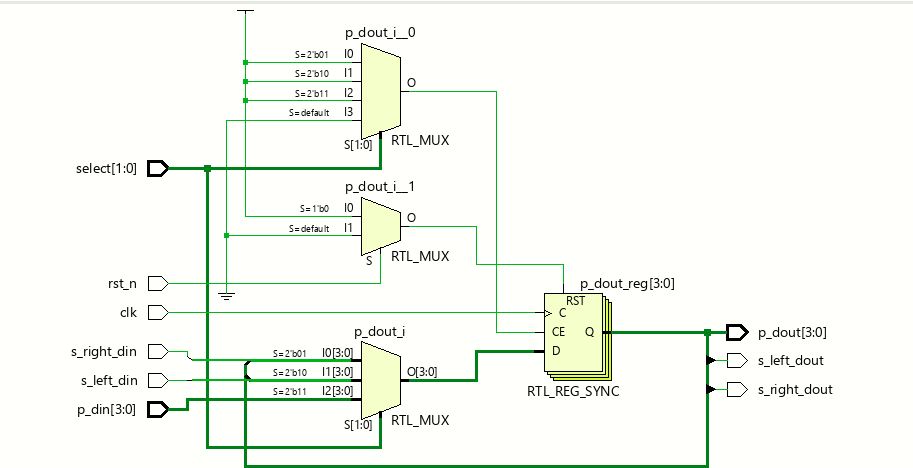 p_dout_i__0
S=2'b01 I0
S=2'b10 I1 O
S=2'b11 I2
S=default I3
S[1:0] RTL_MUX
select[1:0]
p_dout_i__1
S=1'b0 I0
O
S=default I1
S RTL_MUX
rst_n
p_dout_reg[3:0]
RST
clk C
p_dout_i CE Q p_dout[3:0]
s_right_din S=2'b01 I0[3:0] D
s_left_dout
S=2'b10 I1[3:0] O[3:0]
s_left_din
S=2'b11 I2[3:0] RTL_REG_SYNC s_right_dout
p_din[3:0]
S[1:0] RTL_MUX